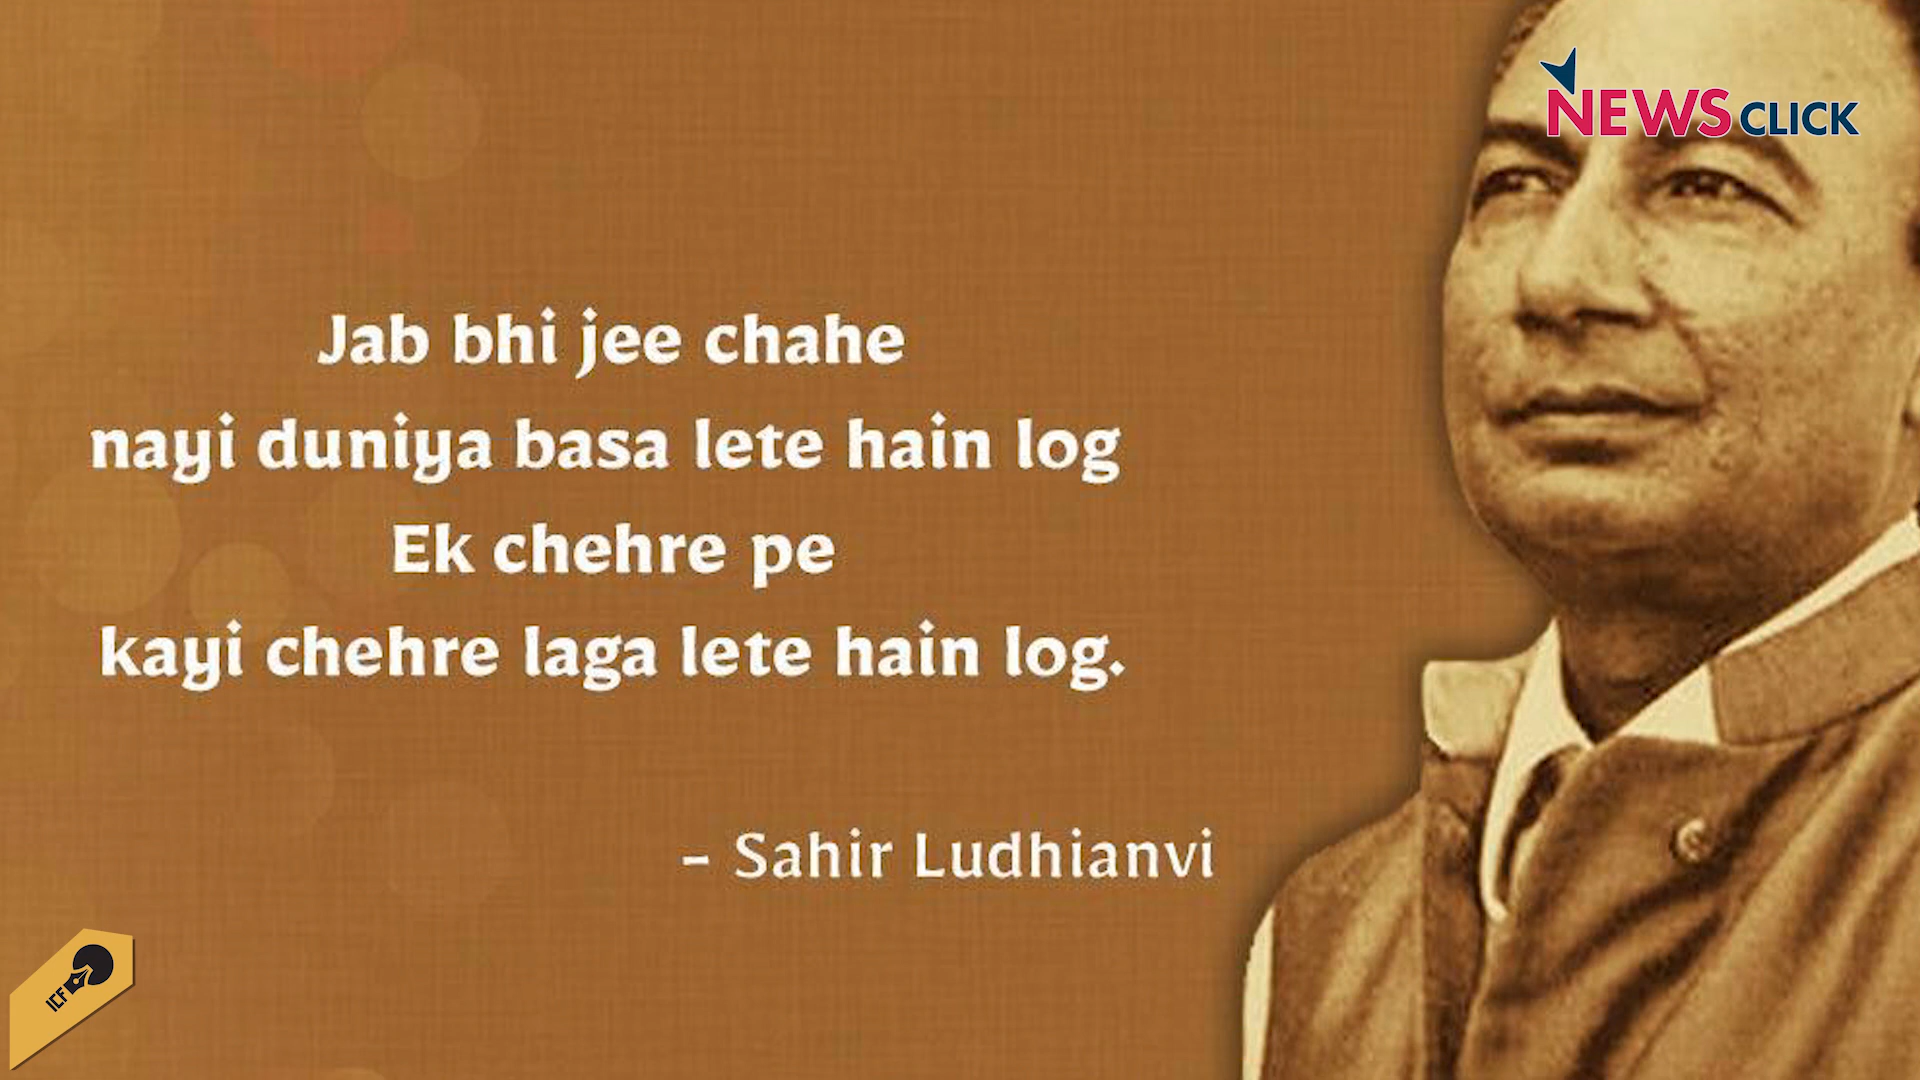 NEWSCLICK
Jab bhi jee chahe
nayi duniya basa lete hain log
Ek chehre pe
kayi chehre laga lete hain log.
- Sahir Ludhianvi
ICF